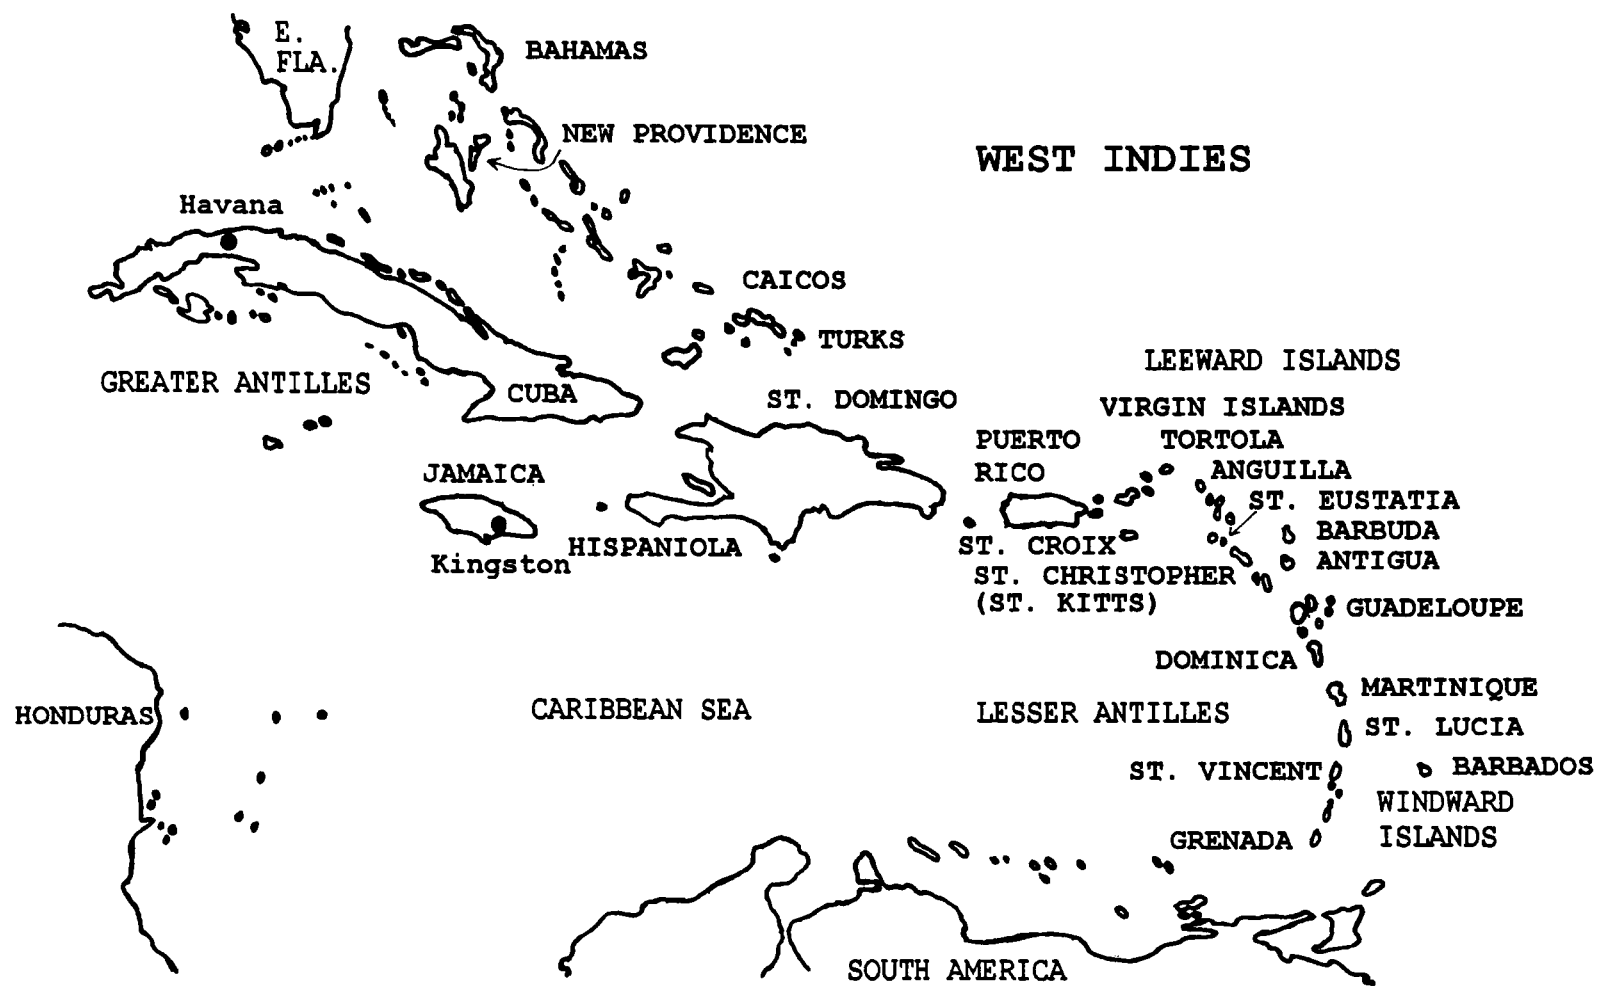 E.
FLA.
BAHAMAS
NEW PROVIDENCE
WEST INDIES
Havana
CAICOS
TURKS
LEEWARD ISLANDS
GREATER ANTILLES
CUBA
ST. DOMINGO
VIRGIN ISLANDS
PUERTO
RICO
TORTOLA
JAMAICA
ANGUILLA
ST. EUSTATIA
BARBUDA
HISPANIOLA
ST. CROIX
Kingston
ANTIGUA
ST. CHRISTOPHER
(ST. KITTS)
GUADELOUPE
DOMINICA
MARTINIQUE
HONDURAS
CARIBBEAN SEA
LESSER ANTILLES
ST. LUCIA
ST. VINCENT
BARBADOS
WINDWARD
ISLANDS
GRENADA
SOUTH AMERICA